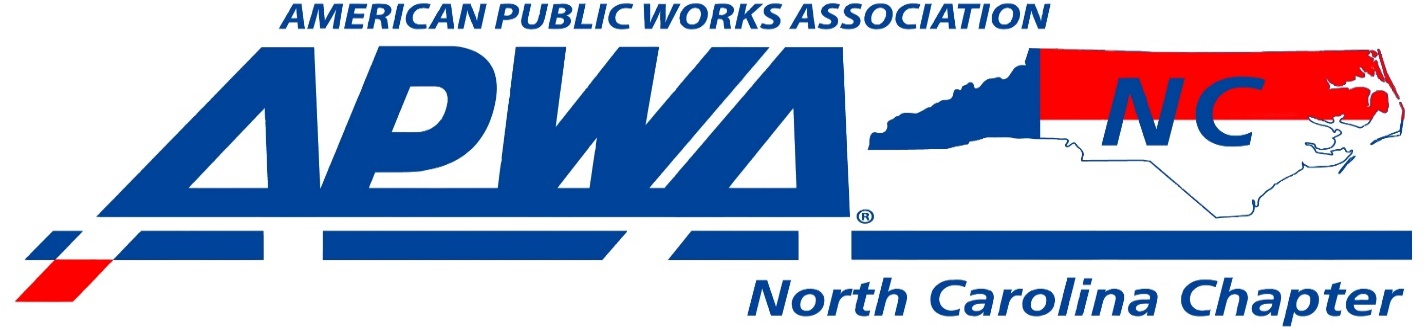 AMERICAN PUBLIC WORKS ASSOCIATION
APWA®
NC
North Carolina Chapter